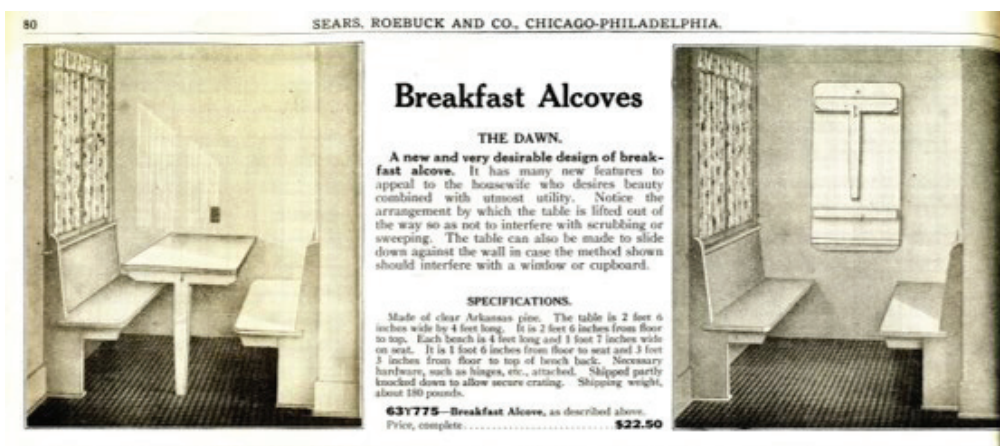 80
SEARS, ROEBUCK AND CO., CHICAGO-PHILADELPHIA.
Breakfast Alcoves
THE DAWN.
A new and very desirable design of break-
fast alcove. It has many new features to
appeal to the housewife who desires beauty
combined with utmost utility. Notice the
arrangement by which the table is lifted out of
the way so as not to interfere with scrubbing or
sweeping. The table can also be made to slide
down against the wall in case the method shown
should interfere with a window or cupboard.
SPECIFICATIONS.
Made of clear Arkansas pine. The table is 2 feet 6
inches wide by 4 feet long. It is 2 feet 6 inches from floor
to top. Each bench is 4 feet long and 1 foot 7 inches wide
on seat. It is 1 foot 6 inches from floor to seat and 3 feet
3 inches from floor to top of bench back. Necessary
hardware, such as hinges, etc., attached. Shipped partly
knocked down to allow secure crating. Shipping weight,
about 180 pounds.
63Y775—Breakfast Alcove, as described above.
Price, complete..............................$22.50